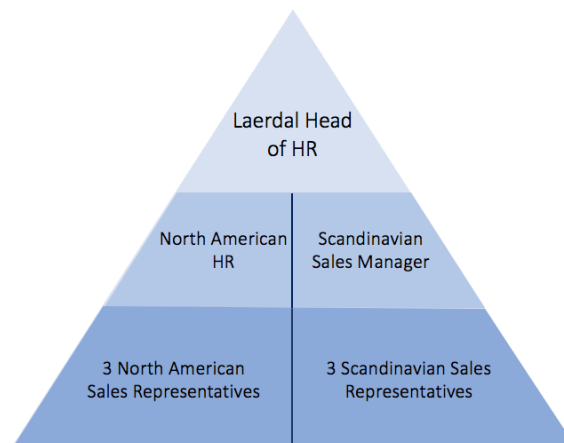 Laerdal Head
of HR
North American
HR
Scandinavian
Sales Manager
3 North American
Sales Representatives
3 Scandinavian Sales
Representatives